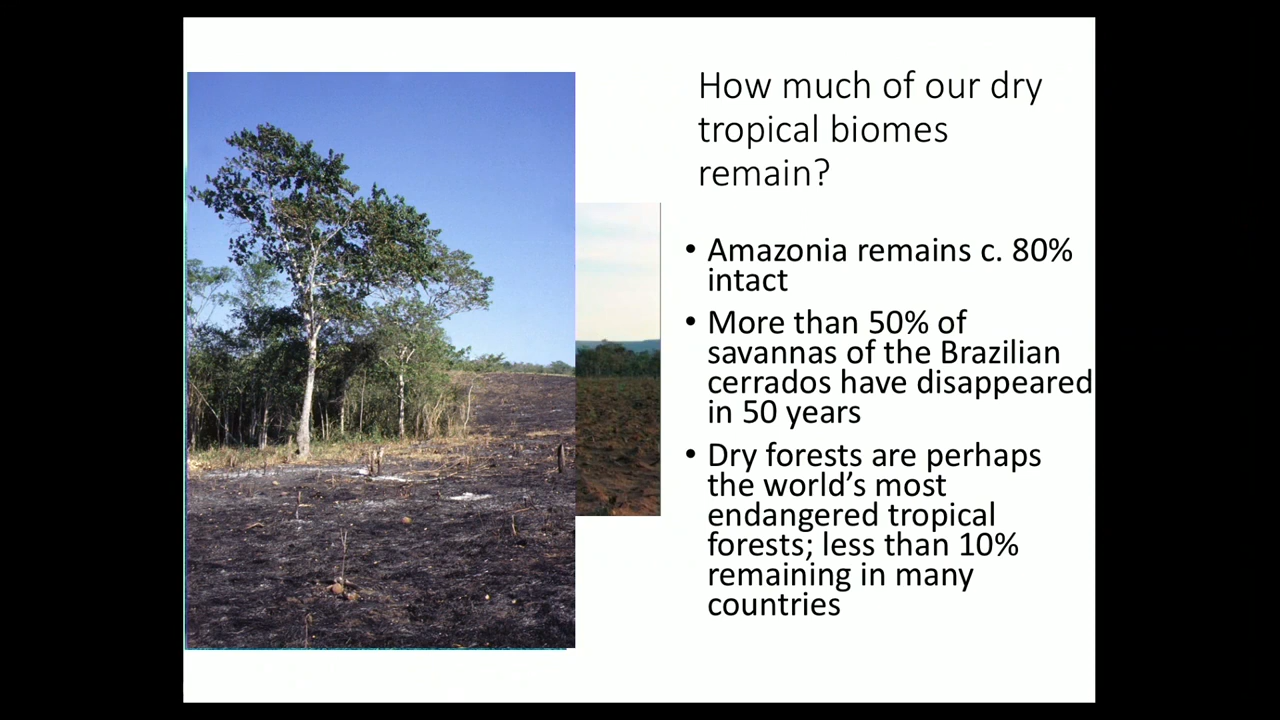 How much of our dry
tropical biomes
remain?
• Amazonia remains c. 80%
intact
• More than 50% of
savannas of the Brazilian
cerrados have disappeared
in 50 years
• Dry forests are perhaps
the world’s most
endangered tropical
forests; less than 10%
remaining in many
countries